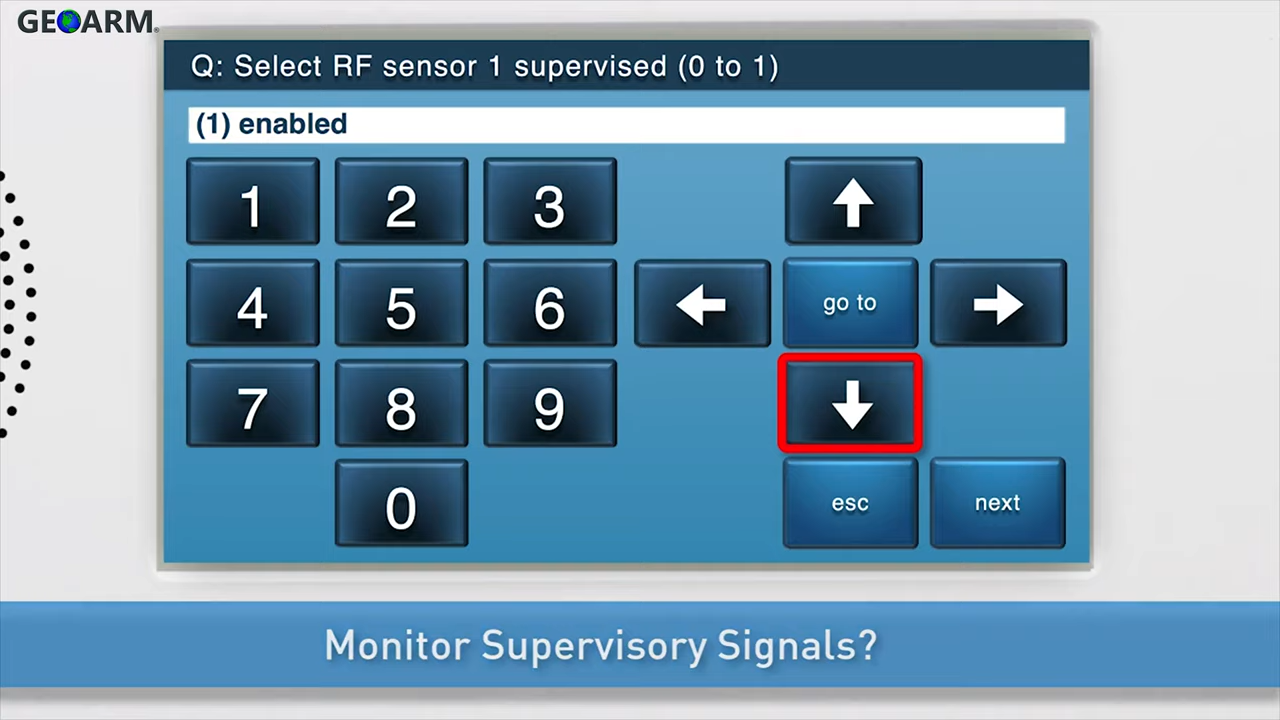 GEOARM®
Q: Select RF sensor 1 supervised (0 to 1)
(1) enabled
1 2 3
4 5 6 go to
7 8 9
0 esc next
Monitor Supervisory Signals?